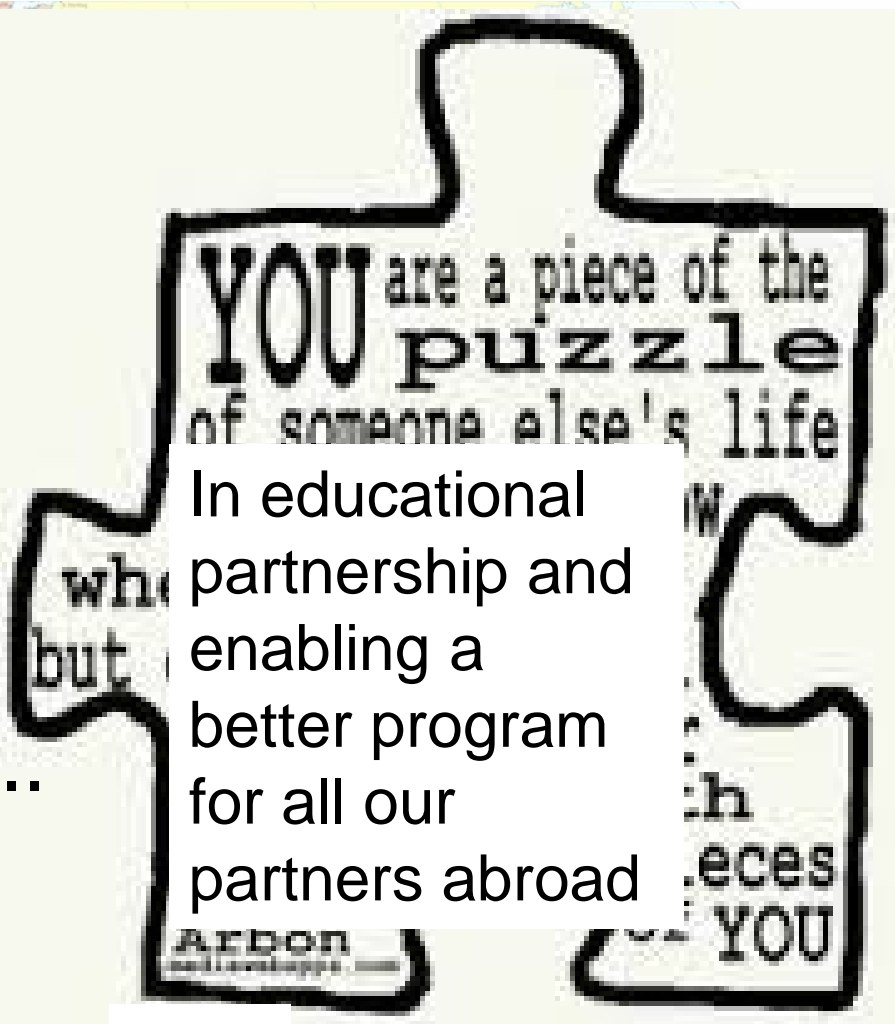 YOU are a piece of the
puzzle
of someone else's life
In educational
partnership and
enabling a
better program
for all our
partners abroad
but
..
eces
YOU
Arbon